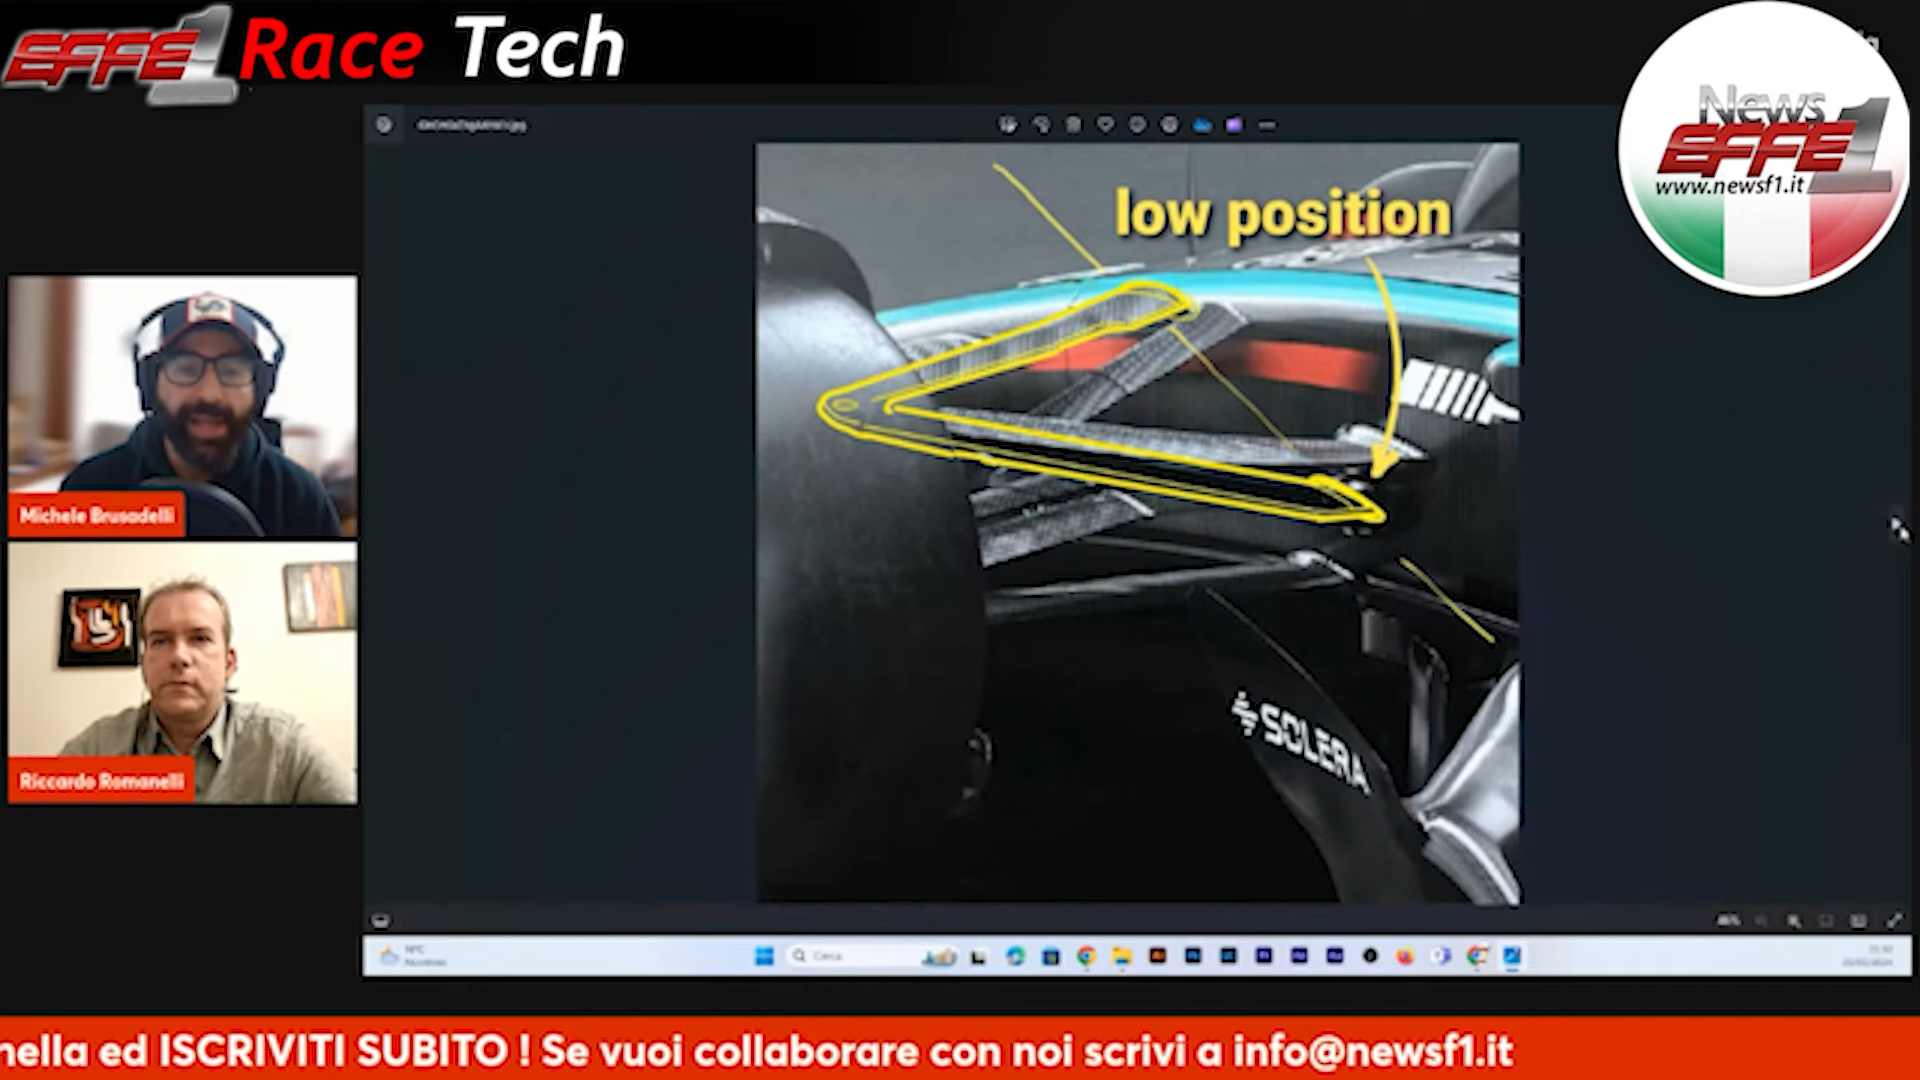 EFFE1 Race Tech
News
EFFE1
www.newsf1.it
low position
Michele Brusadelli
Riccardo Romanelli
SOLERA
Cerca
nella ed ISCRIVITI SUBITO ! Se vuoi collaborare con noi scrivi a info@newsf1.it